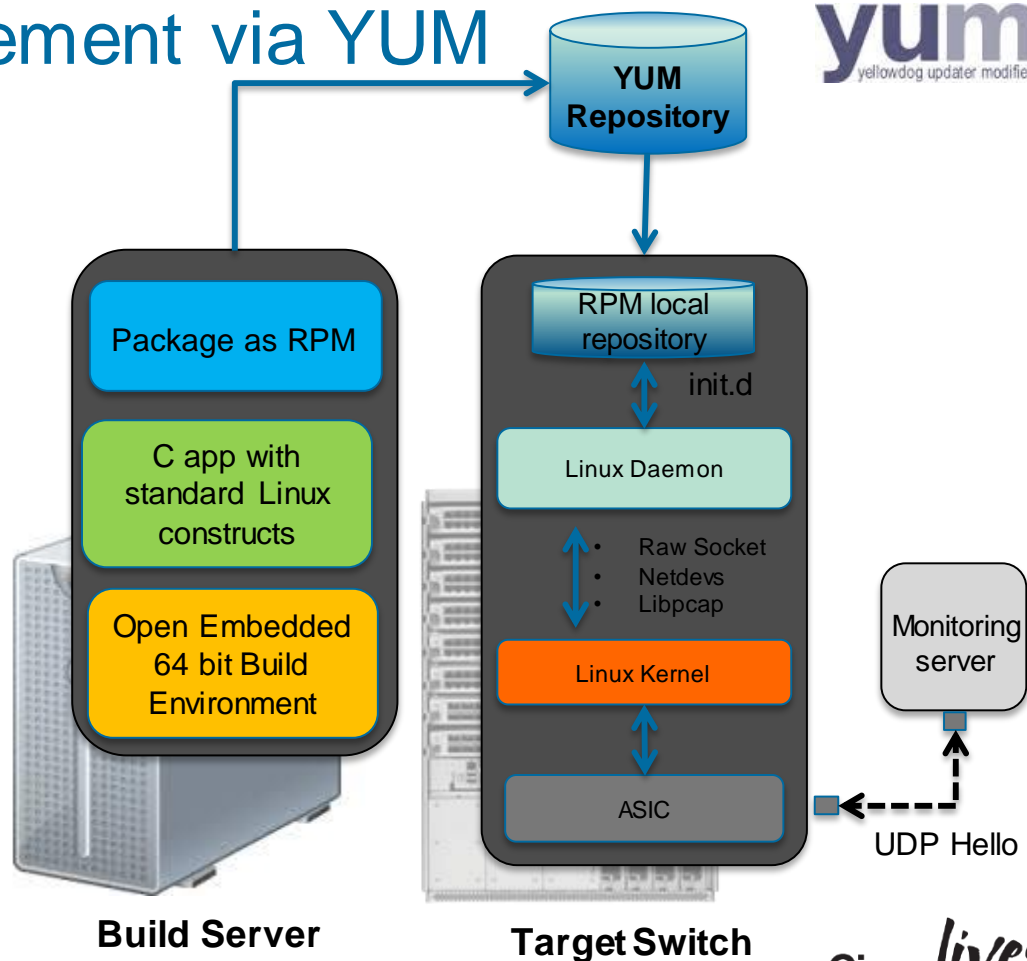 ement via YUM
yum
yellowdog updater modifie
YUM
Repository
Package as RPM
C app with
standard Linux
constructs
Open Embedded
64 bit Build
Environment
Build Server
RPM local
repository
init.d
Linux Daemon
• Raw Socket
• Netdevs
• Libpcap
Linux Kernel
ASIC
Target Switch
Monitoring
server
UDP Hello